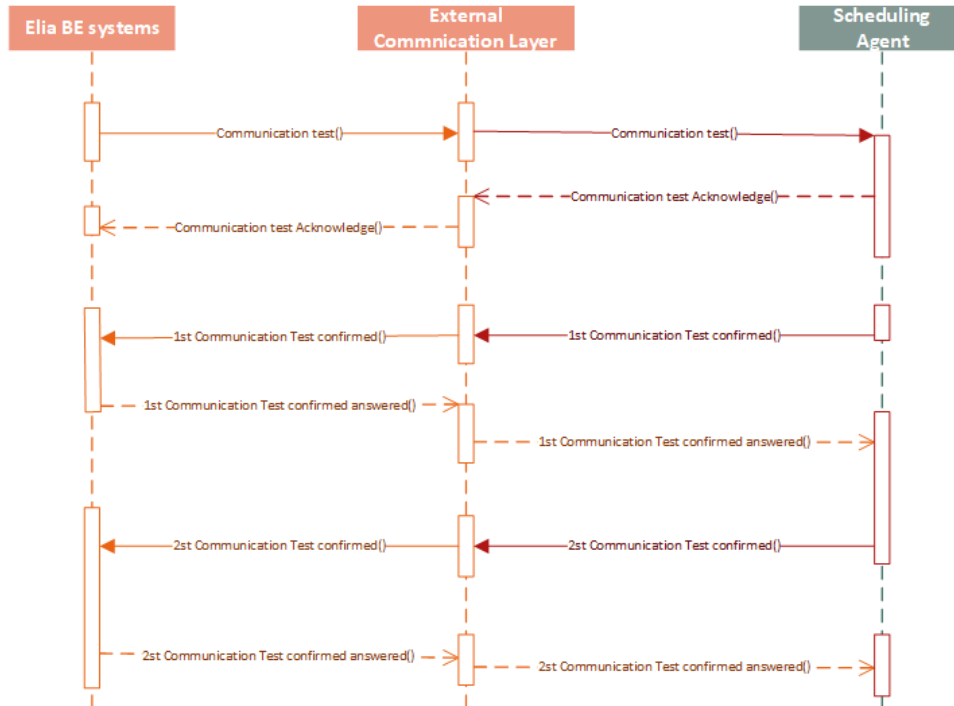 Elia BE systems
External
Commnication Layer
Scheduling
Agent
Communication test()
Communication test()
Communication test Acknowledge()
Communication test Acknowledge()
1st Communication Test confirmed()
1st Communication Test confirmed()
1st Communication Test confirmed answered()
1st Communication Test confirmed answered()
2st Communication Test confirmed()
2st Communication Test confirmed()
2st Communication Test confirmed answered()
2st Communication Test confirmed answered()